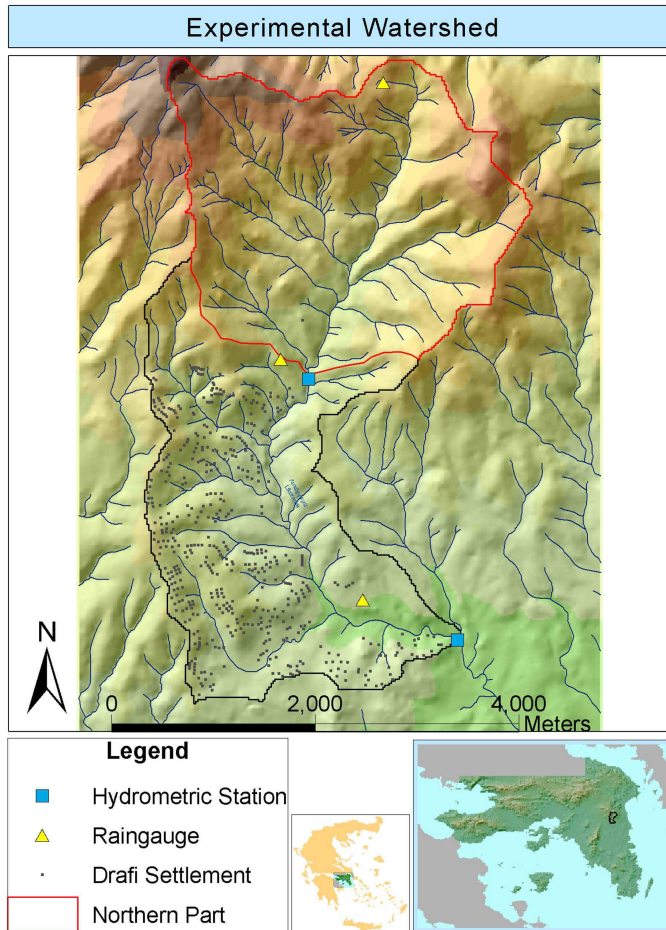 Experimental Watershed
N
0
2,000
4,000
Meters
Legend
Hydrometric Station
Raingauge
Drafi Settlement
Northern Part